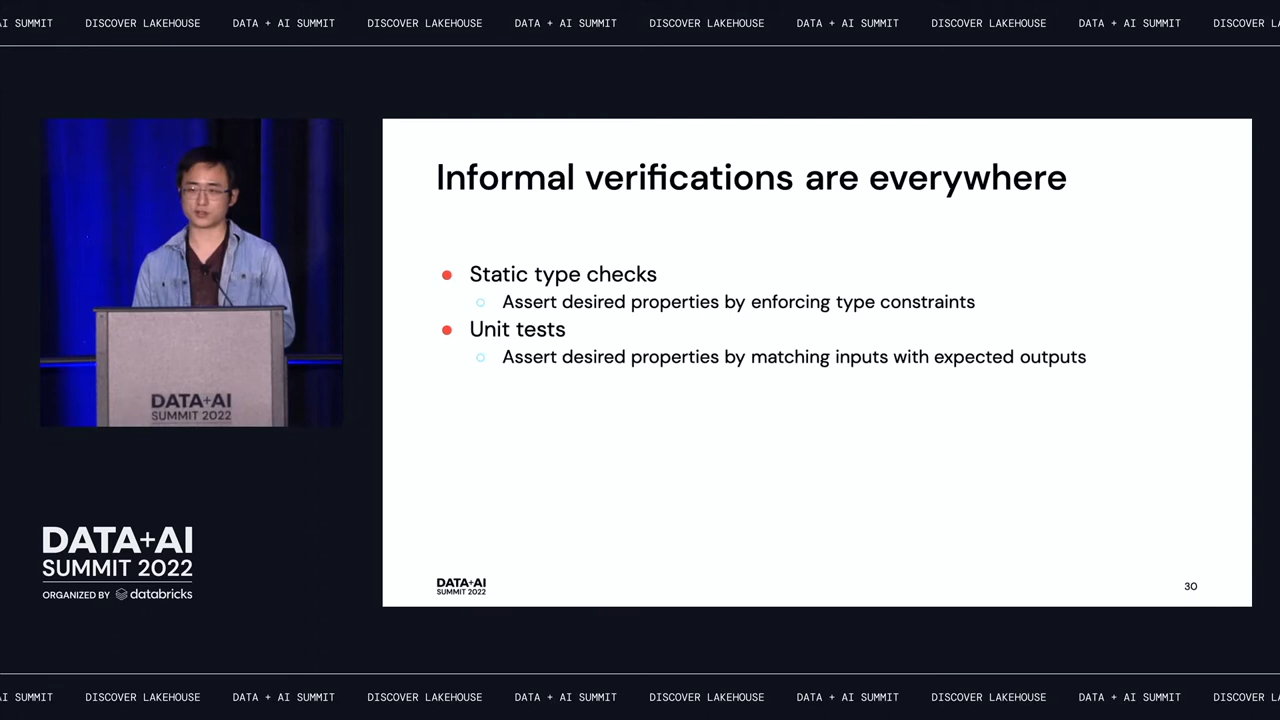 AI SUMMIT DISCOVER LAKEHOUSE DATA + AI SUMMIT DISCOVER LAKEHOUSE DATA + AI SUMMIT DISCOVER LAKEHOUSE DATA + AI SUMMIT DISCOVER LAKEHOUSE DATA + AI SUMMIT DISCOVER
Informal verifications are everywhere
● Static type checks
○ Assert desired properties by enforcing type constraints
● Unit tests
○ Assert desired properties by matching inputs with expected outputs
DATA+AI
SUMMIT 2022
DATA+AI
SUMMIT 2022
ORGANIZED BY databricks
DATA+AI
SUMMIT 2022
30
AI SUMMIT DISCOVER LAKEHOUSE DATA + AI SUMMIT DISCOVER LAKEHOUSE DATA + AI SUMMIT DISCOVER LAKEHOUSE DATA + AI SUMMIT DISCOVER LAKEHOUSE DATA + AI SUMMIT DISCOVER